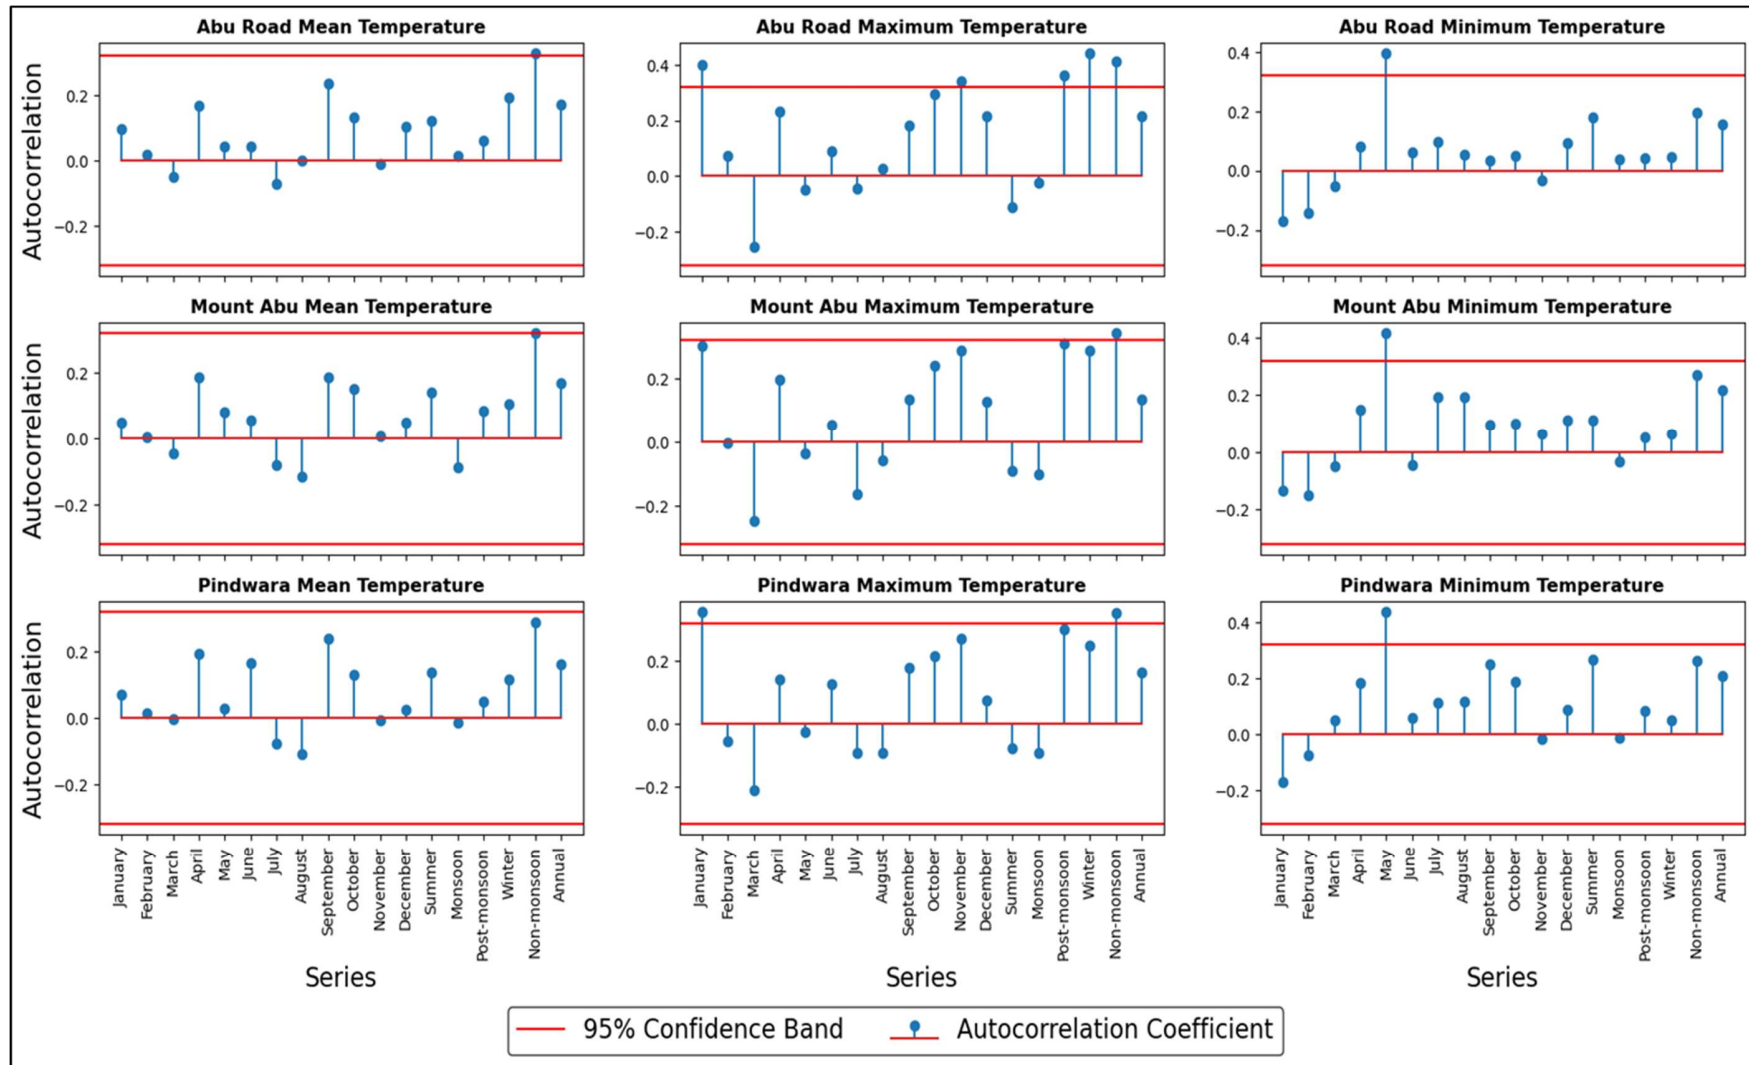 Abu Road Mean Temperature
Abu Road Maximum Temperature
Abu Road Minimum Temperature
Autocorrelation
0.2
0.0
−0.2
0.4
0.2
0.0
−0.2
0.4
0.2
0.0
−0.2
Mount Abu Mean Temperature
Mount Abu Maximum Temperature
Mount Abu Minimum Temperature
Autocorrelation
0.2
0.0
−0.2
0.2
0.0
−0.2
0.4
0.2
0.0
−0.2
Pindwara Mean Temperature
Pindwara Maximum Temperature
Pindwara Minimum Temperature
Autocorrelation
0.2
0.0
−0.2
0.2
0.0
−0.2
0.4
0.2
0.0
−0.2
January
February
March
April
May
June
July
August
September
October
November
December
Summer
Monsoon
Post-monsoon
Winter
Non-monsoon
Annual
January
February
March
April
May
June
July
August
September
October
November
December
Summer
Monsoon
Post-monsoon
Winter
Non-monsoon
Annual
January
February
March
April
May
June
July
August
September
October
November
December
Summer
Monsoon
Post-monsoon
Winter
Non-monsoon
Annual
Series
Series
Series
95% Confidence Band
Autocorrelation Coefficient